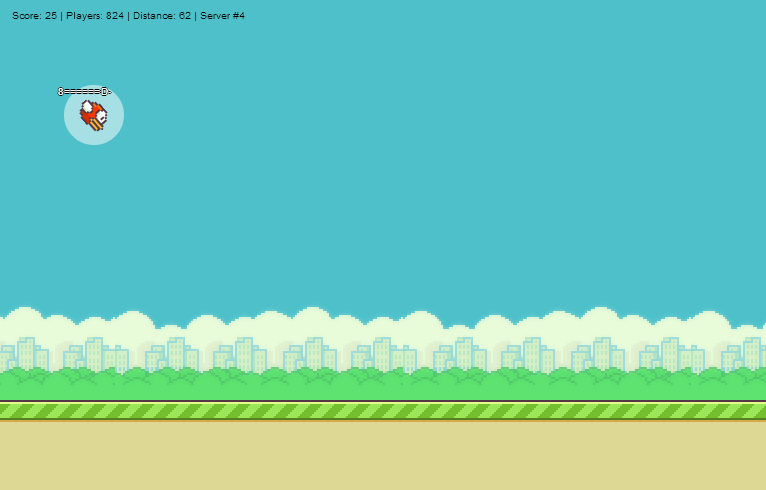 Score: 25 | Players: 824 | Distance: 62 | Server #4
8======D~